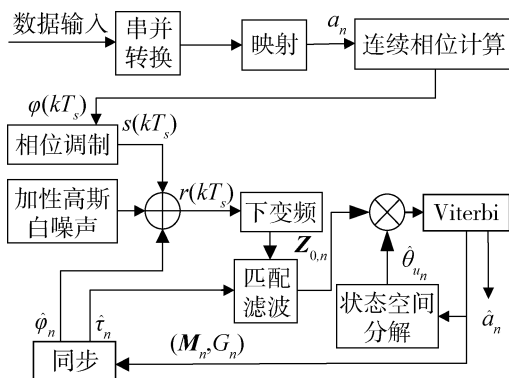 数据输入
串并
转换
映射
a_n
连续相位计算
φ(kT_s)
s(kT_s)
相位调制
加性高斯
白噪声
r(kT_s)
下变频
Viterbi
Z_{0,n}
匹配
滤波
θ̂_{u_n}
状态空间
分解
â_n
φ̂_n
τ̂_n
(M_n,G_n)
同步